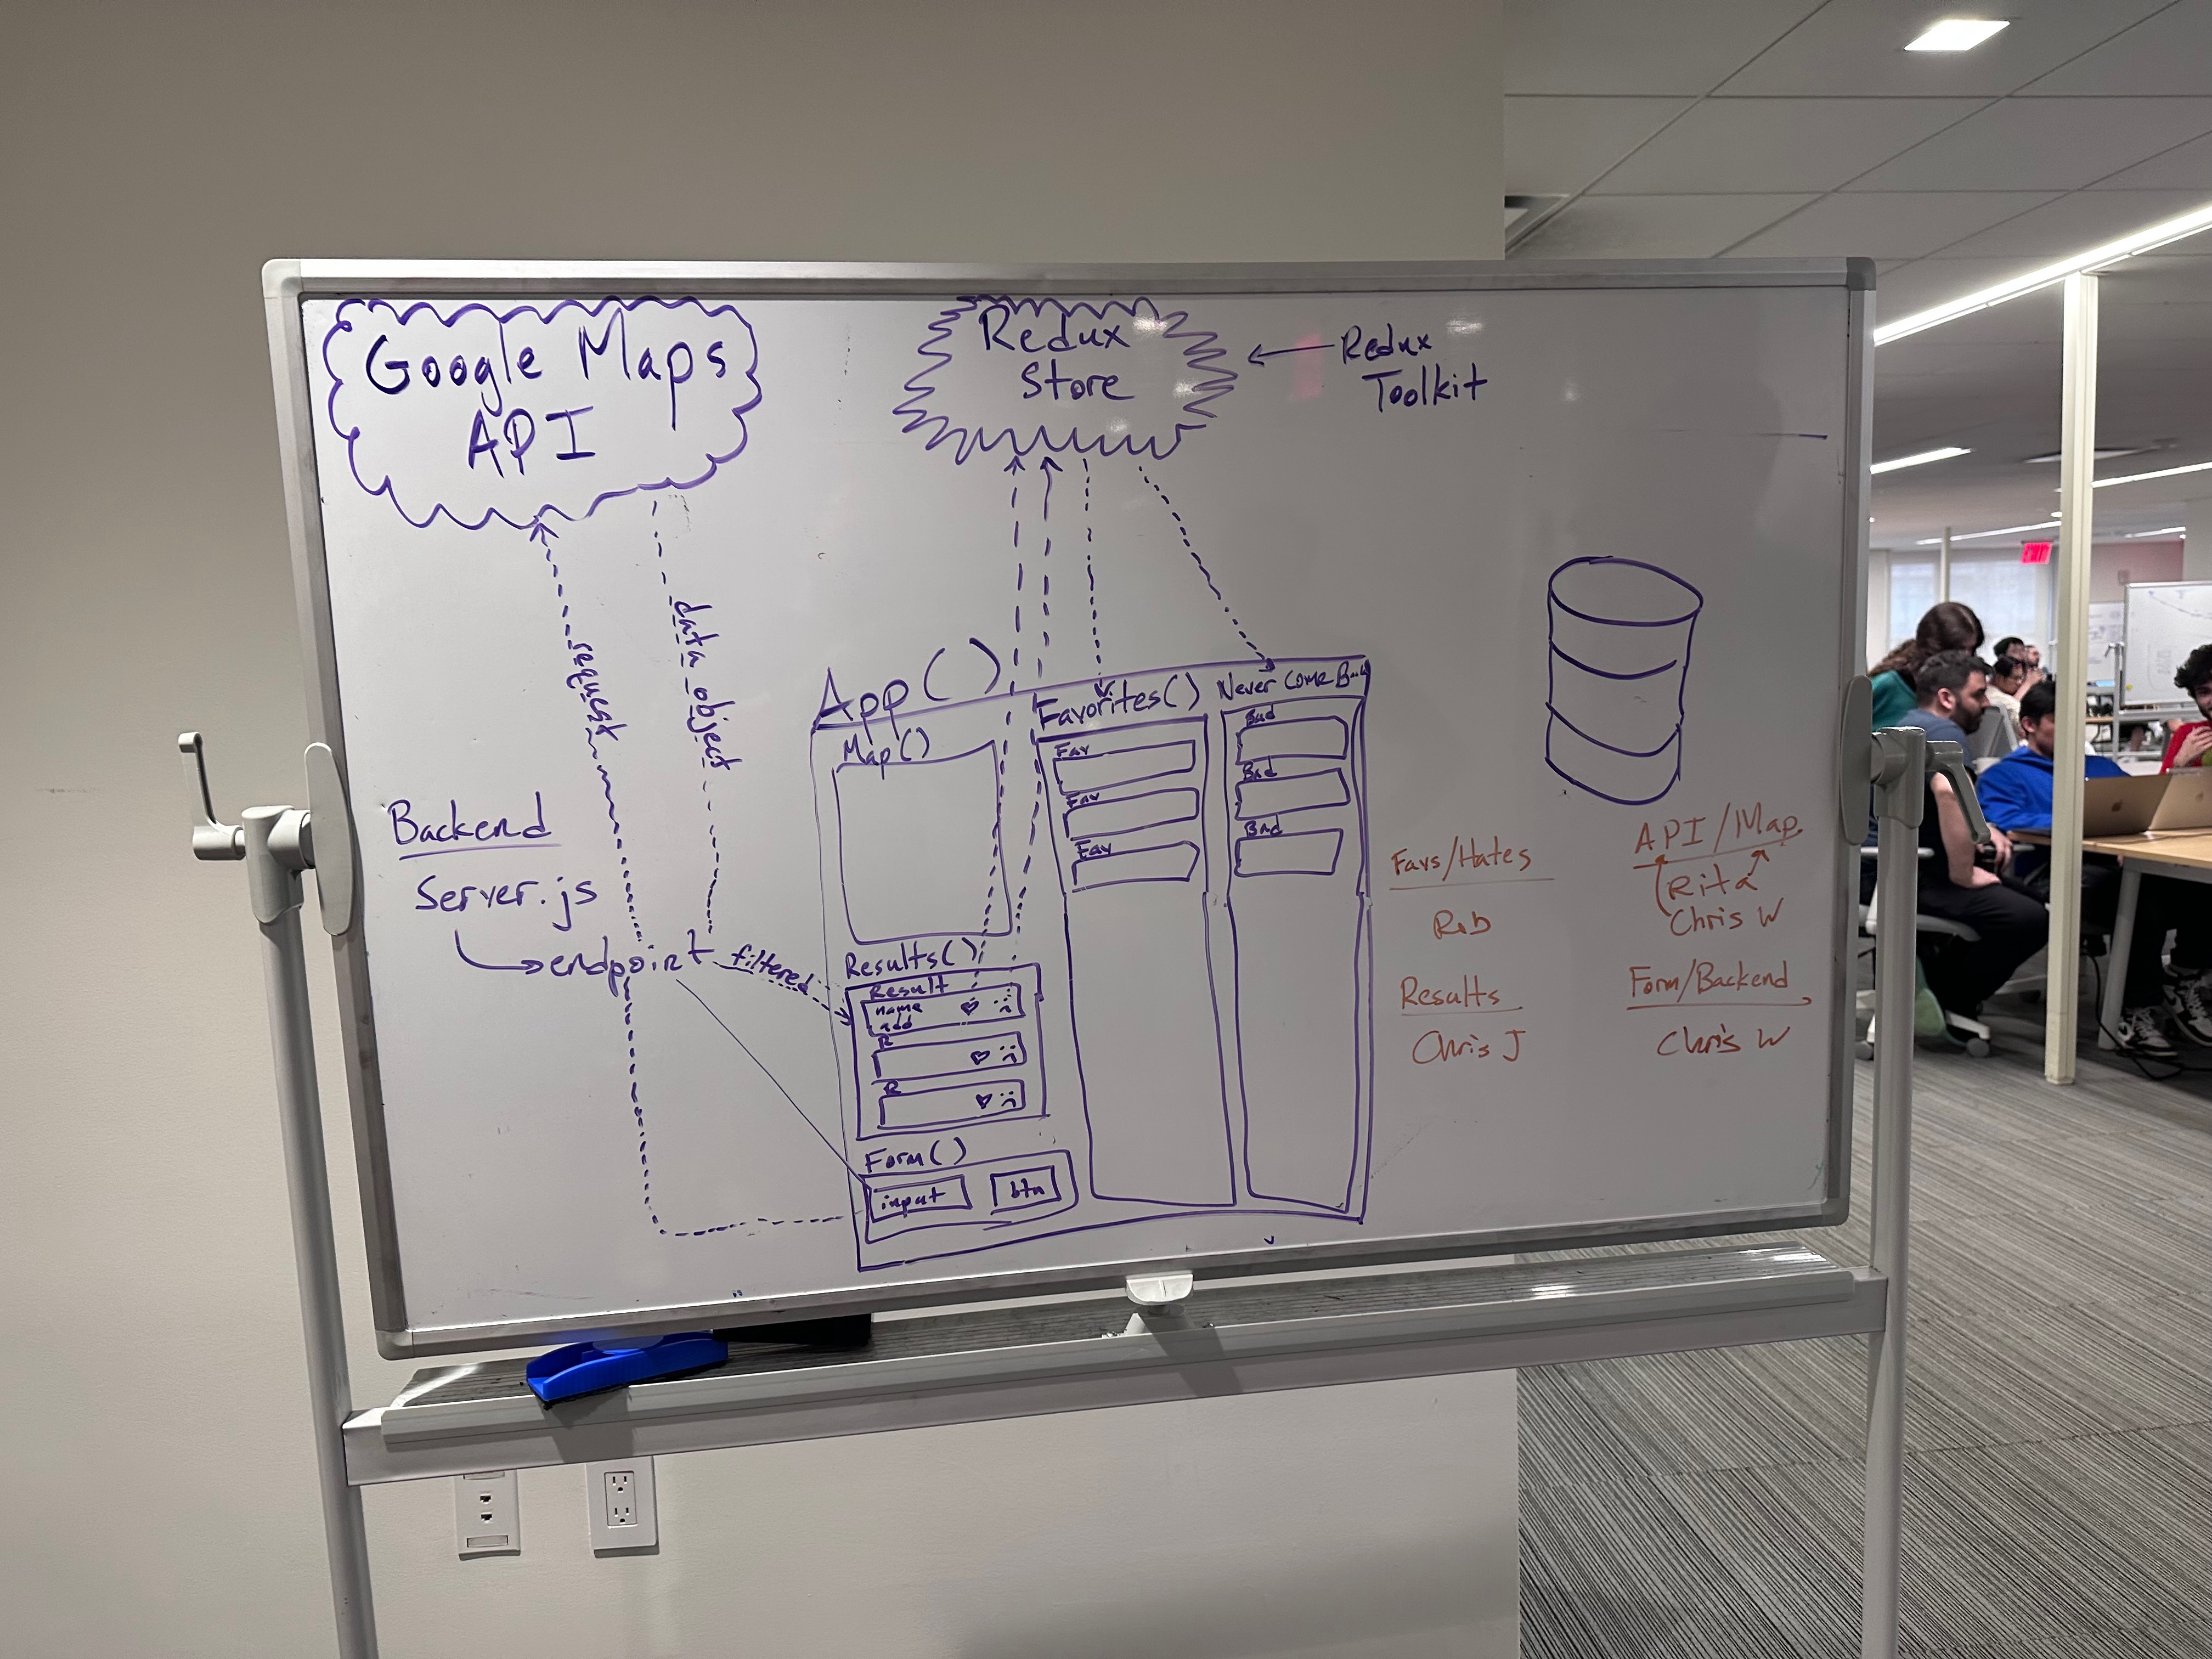 Google Maps
API
Redux
Store
Redux
Toolkit
request
data object
Backend
Server.js
endpoint
filtered
App()
Map()
Results()
Result
name
add
R
R
Form()
input
btn
Favorites()
Fav
Fav
Fav
Never Come
Bad
Bad
Bad
Favs/Hates
Rob
Results
Chris J
API/Map
Rita
Chris W
Form/Backend
Chris W
EXIT